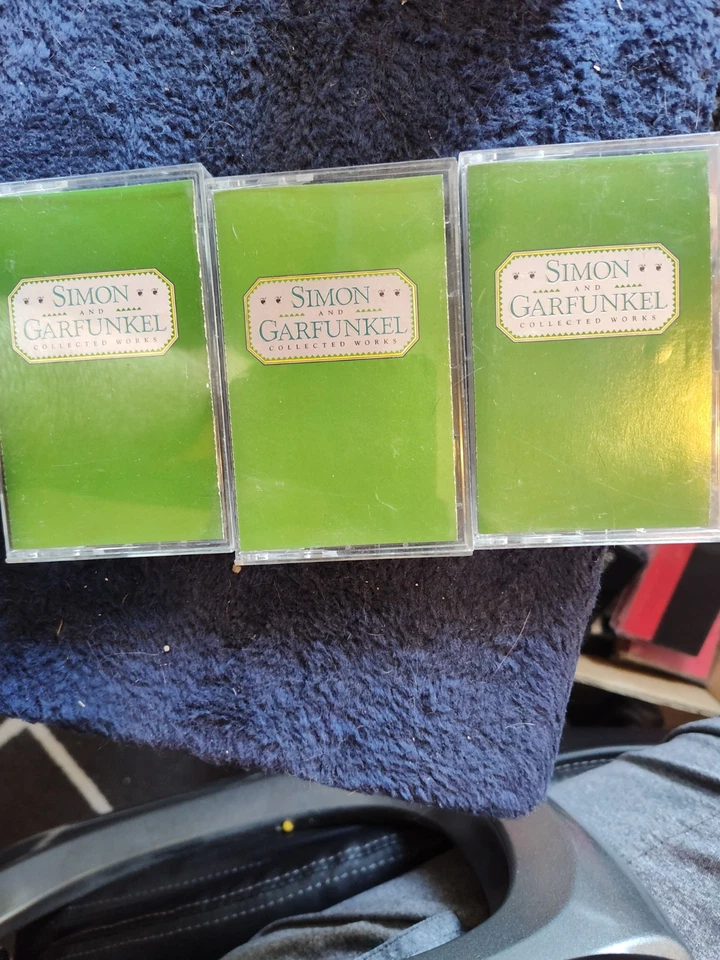 SIMON
AND
GARFUNKEL
COLLECTED WORKS
SIMON
AND
GARFUNKEL
COLLECTED WORKS
SIMON
AND
GARFUNKEL
COLLECTED WORKS